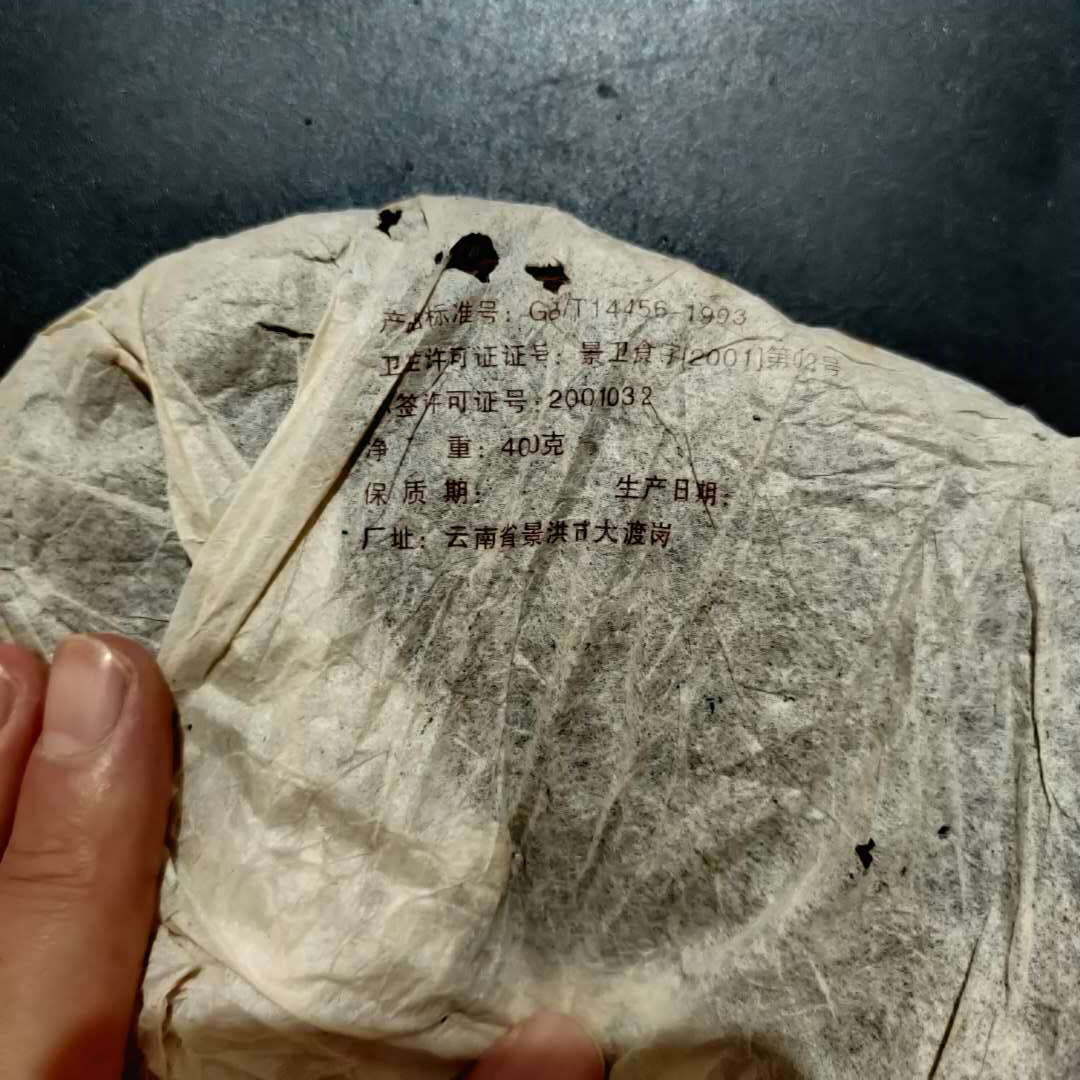 产品标准号：GB/T14456-1993
卫生许可证证号：景卫食字[2001]第02号
签许可证号：2001032
净 重：400克
保质期： 生产日期：
厂址：云南省景洪市大渡岗